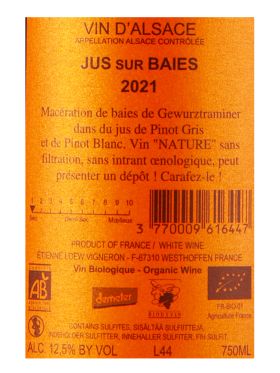 VIN D'ALSACE
APPELLATION ALSACE CONTRÔLÉE
JUS SUR BAIES
2021
Macération de baies de Gewurztraminer
dans du jus de Pinot Gris
et de Pinot Blanc. Vin "NATURE" sans
filtration, sans intrant œnologique, peut
présenter un dépôt ! Carafez-le !
1 2 3 4 5 6 7 8 9 10
Sec Moelleux
3 770009 616447
PRODUCT OF FRANCE / WHITE WINE
ÉTIENNE LOEW, VIGNERON - F-67310 WESTHOFFEN FRANCE
Vin Biologique - Organic Wine
AB
demeter
BIODYVIN
FR-BIO-01
Agriculture France
CONTAINS SULFITES, SISÄLTÄÄ SULFIITTEJA,
INDEHOLDER SULFITTER, INNEHÅLLER SULFITER.
ALC. 12,5% BY VOL L44 750ML